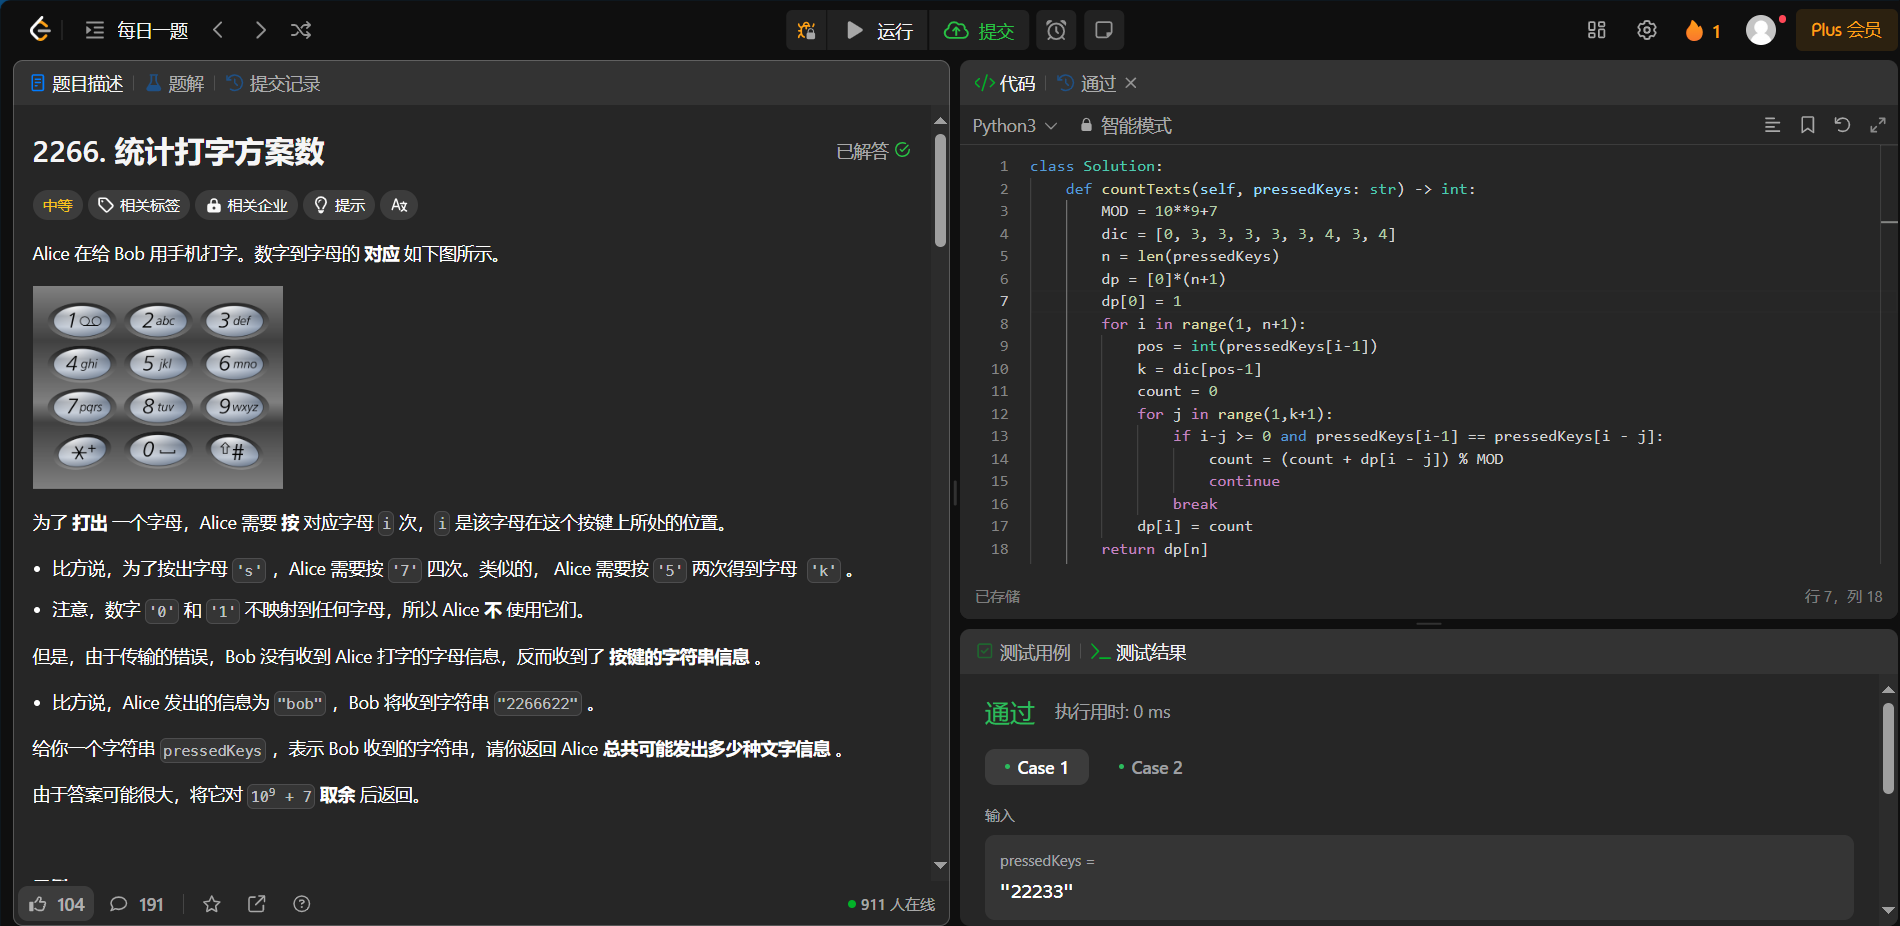 每日一题
运行
提交
1
Plus 会员
题目描述
题解
提交记录
2266. 统计打字方案数
已解答
中等
相关标签
相关企业
提示
Alice 在给 Bob 用手机打字。数字到字母的 对应 如下图所示。
1 2 abc 3 def
4 ghi 5 jkl 6 mno
7 pqrs 8 tuv 9 wxyz
*+ 0 #
为了 打出 一个字母，Alice 需要 按 对应字母 i 次，i 是该字母在这个按键上所处的位置。
• 比方说，为了按出字母 's' ，Alice 需要按 '7' 四次。类似的， Alice 需要按 '5' 两次得到字母 'k' 。
• 注意，数字 '0' 和 '1' 不映射到任何字母，所以 Alice 不 使用它们。
但是，由于传输的错误，Bob 没有收到 Alice 打字的字母信息，反而收到了 按键的字符串信息 。
• 比方说，Alice 发出的信息为 "bob" ，Bob 将收到字符串 "2266622" 。
给你一个字符串 pressedKeys ，表示 Bob 收到的字符串，请你返回 Alice 总共可能发出多少种文字信息 。
由于答案可能很大，将它对 10⁹ + 7 取余 后返回。
104
191
911 人在线
</> 代码
通过
Python3
智能模式
1 class Solution:
2     def countTexts(self, pressedKeys: str) -> int:
3         MOD = 10**9+7
4         dic = [0, 3, 3, 3, 3, 3, 4, 3, 4]
5         n = len(pressedKeys)
6         dp = [0]*(n+1)
7         dp[0] = 1
8         for i in range(1, n+1):
9             pos = int(pressedKeys[i-1])
10             k = dic[pos-1]
11             count = 0
12             for j in range(1,k+1):
13                 if i-j >= 0 and pressedKeys[i-1] == pressedKeys[i - j]:
14                     count = (count + dp[i - j]) % MOD
15                     continue
16                 break
17             dp[i] = count
18         return dp[n]
已存储
行 7，列 18
测试用例
测试结果
通过
执行用时: 0 ms
• Case 1
• Case 2
输入
pressedKeys =
"22233"